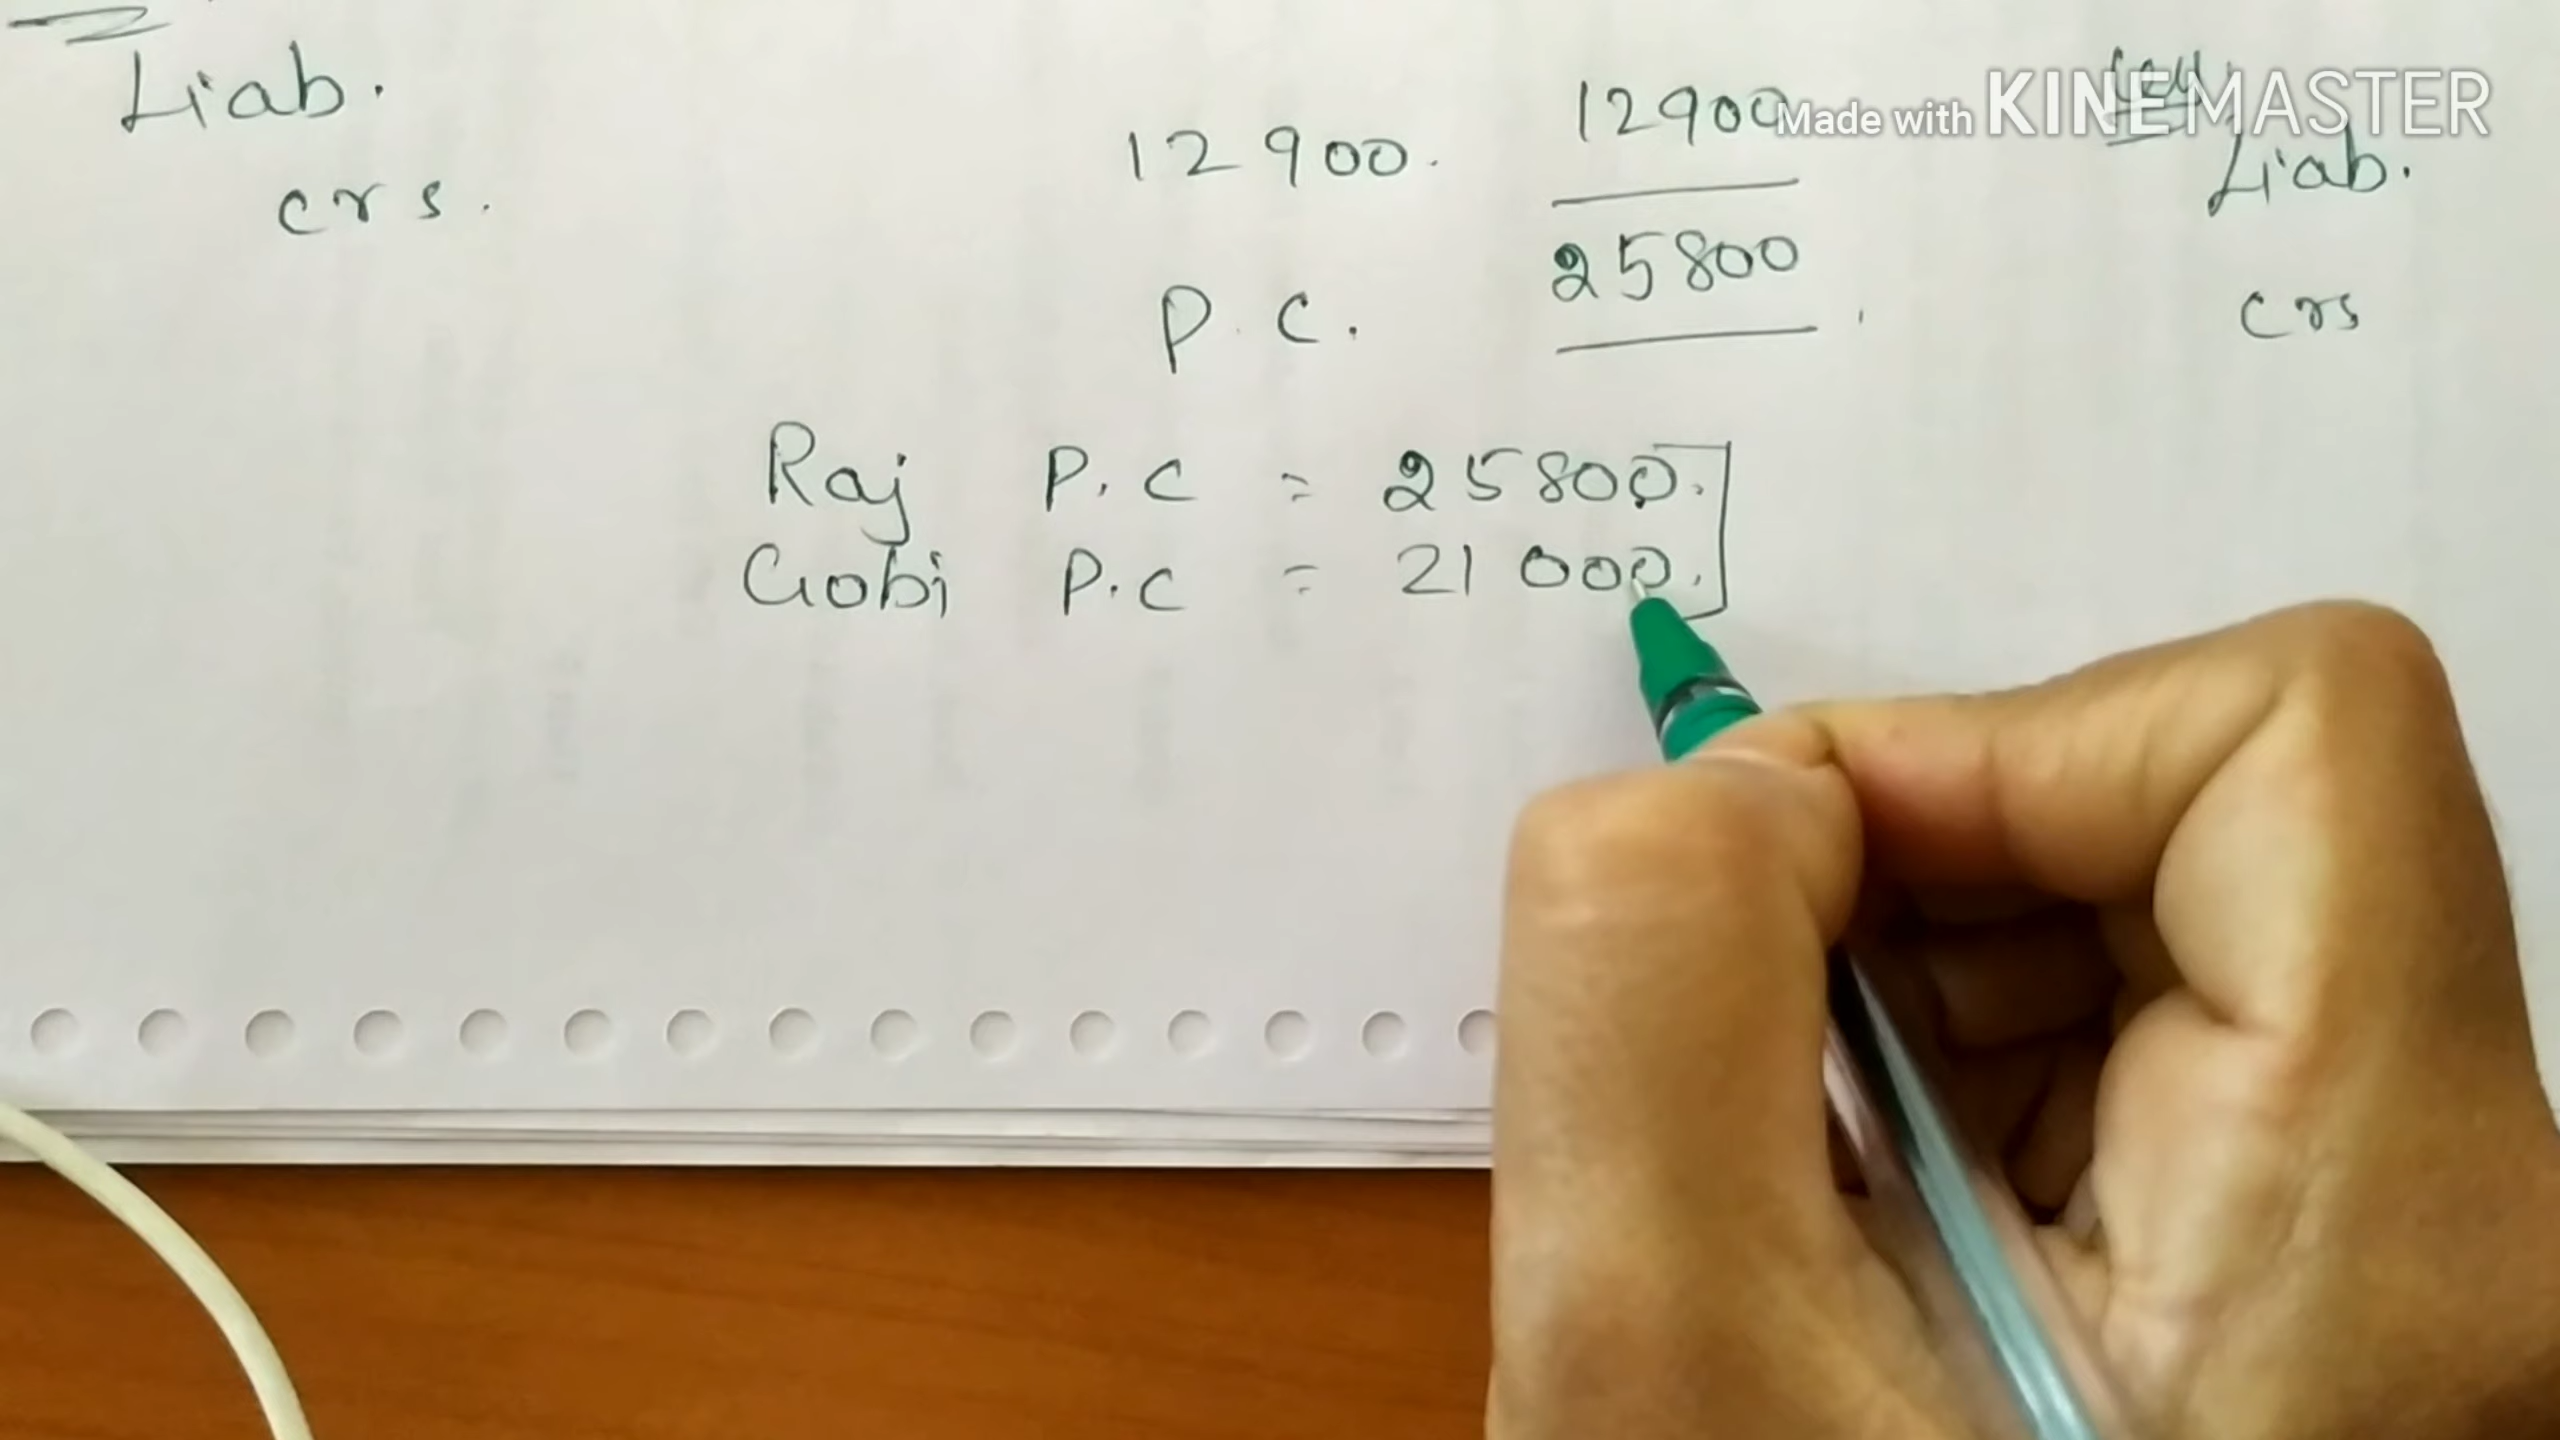 Liab.
crs.
12900.
12900
Made with KINEMASTER
Liab.
25800
P.C.
crs
Raj P.C = 25800.
Gobi P.C = 21000.